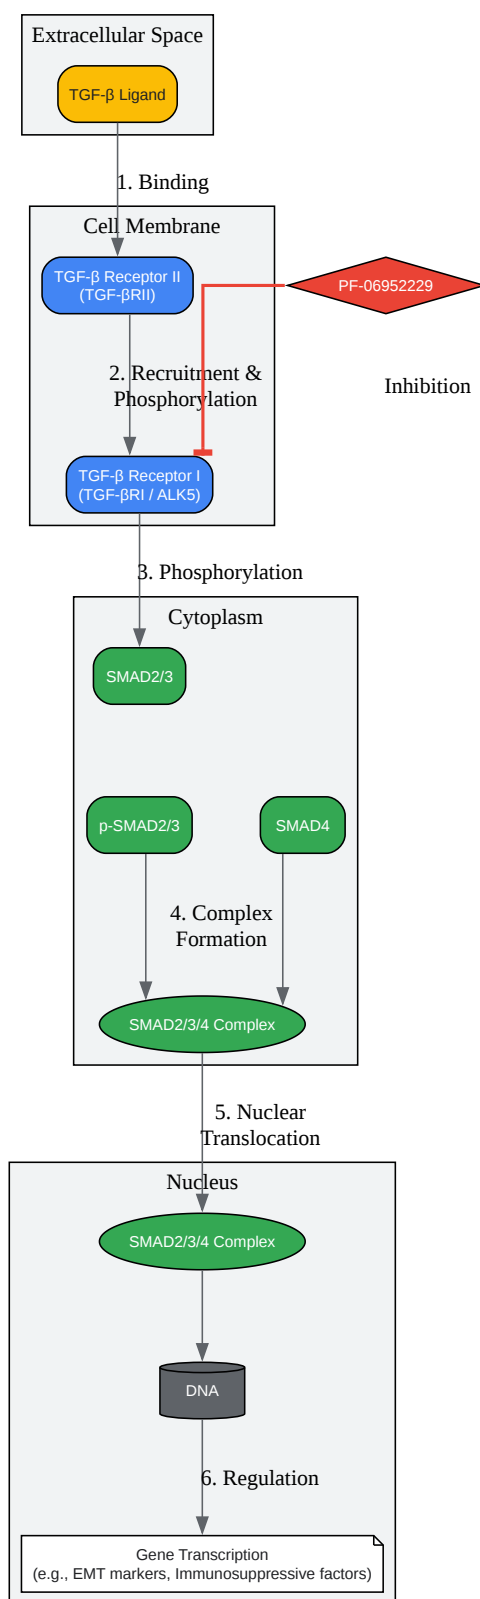 Extracellular Space
TGF-β Ligand
1. Binding
Cell Membrane
TGF-β Receptor II
(TGF-βRII)
PF-06952229
2. Recruitment &
Phosphorylation
Inhibition
TGF-β Receptor I
(TGF-βRI / ALK5)
3. Phosphorylation
Cytoplasm
SMAD2/3
p-SMAD2/3
SMAD4
4. Complex
Formation
SMAD2/3/4 Complex
5. Nuclear
Translocation
Nucleus
SMAD2/3/4 Complex
DNA
6. Regulation
Gene Transcription
(e.g., EMT markers, Immunosuppressive factors)